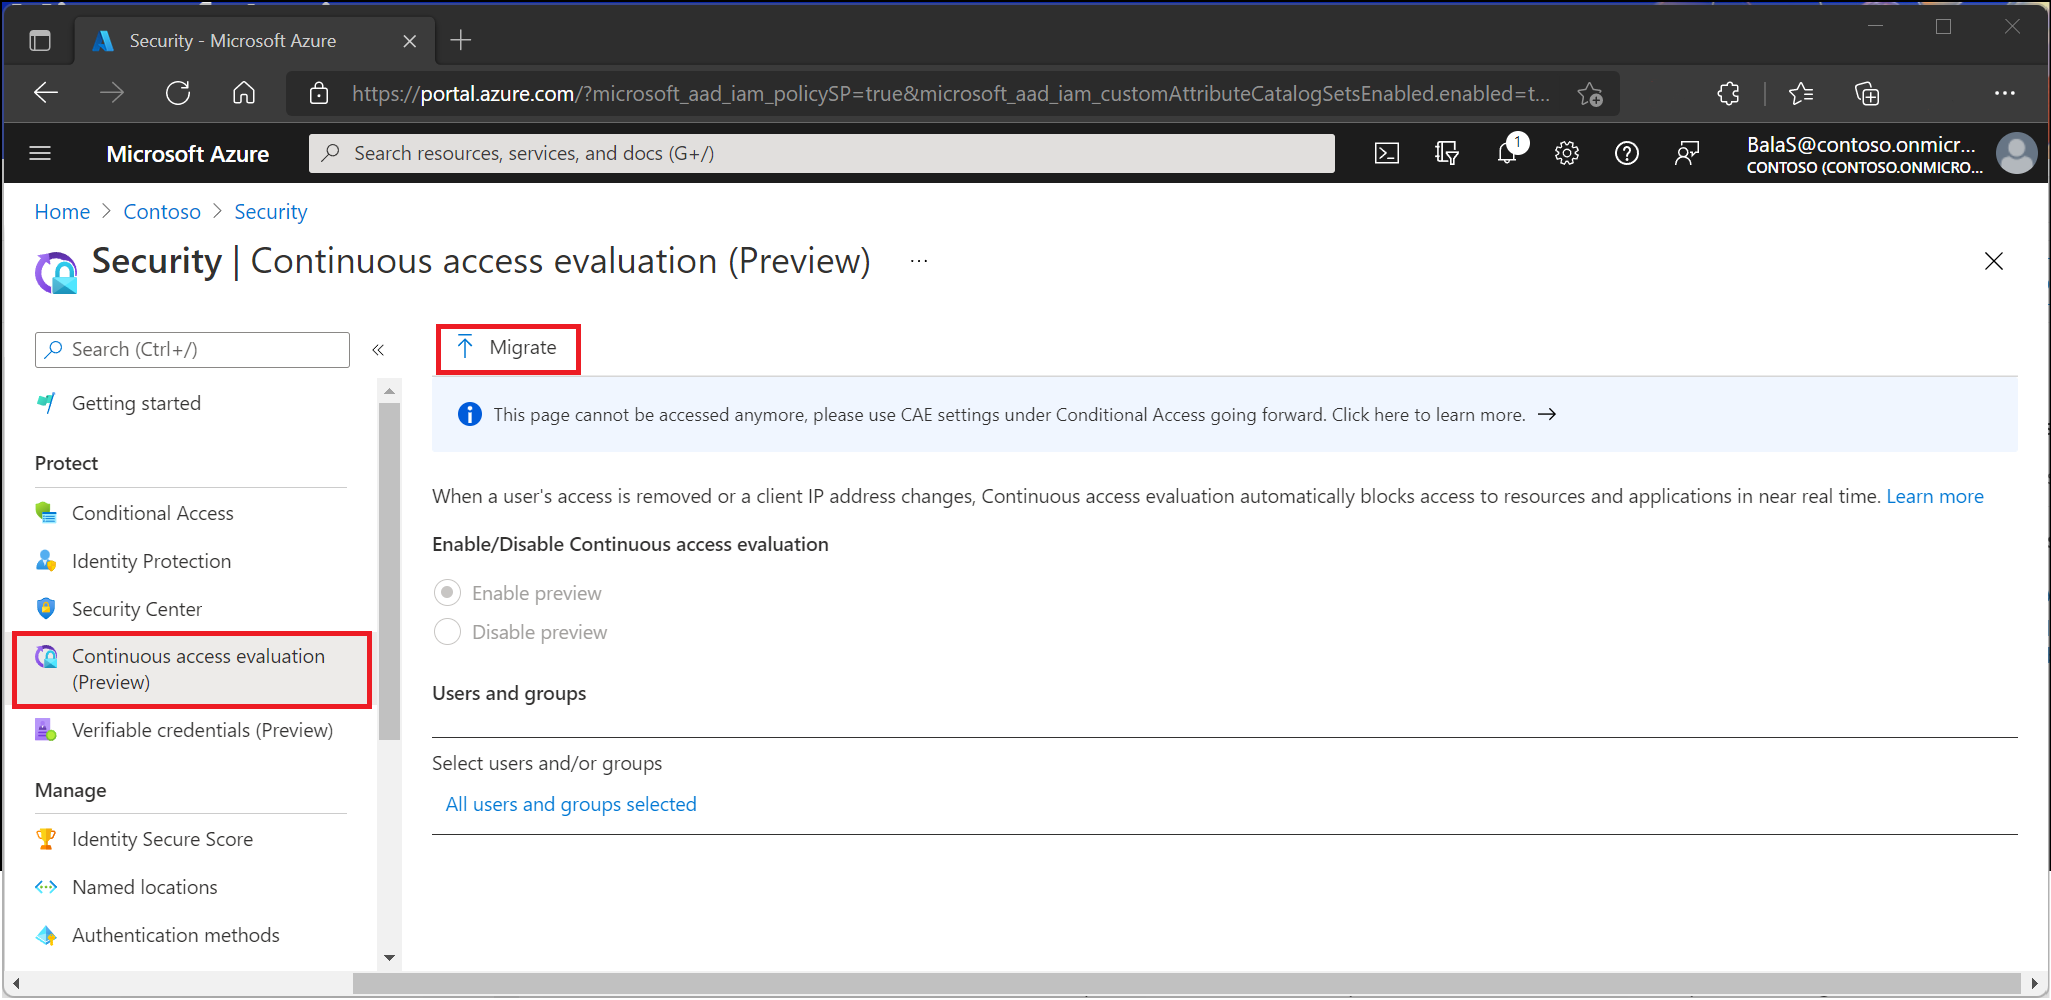 Security - Microsoft Azure
https://portal.azure.com/?microsoft_aad_iam_policySP=true&microsoft_aad_iam_customAttributeCatalogSetsEnabled.enabled=t...
Microsoft Azure
Search resources, services, and docs (G+/)
1
BalaS@contoso.onmicr...
CONTOSO (CONTOSO.ONMICRO...
Home > Contoso > Security
Security | Continuous access evaluation (Preview) ...
Search (Ctrl+/)
«
Migrate
Getting started
This page cannot be accessed anymore, please use CAE settings under Conditional Access going forward. Click here to learn more. →
Protect
Conditional Access
Identity Protection
Security Center
Continuous access evaluation
(Preview)
Verifiable credentials (Preview)
Manage
Identity Secure Score
Named locations
Authentication methods
When a user's access is removed or a client IP address changes, Continuous access evaluation automatically blocks access to resources and applications in near real time. Learn more
Enable/Disable Continuous access evaluation
Enable preview
Disable preview
Users and groups
Select users and/or groups
All users and groups selected